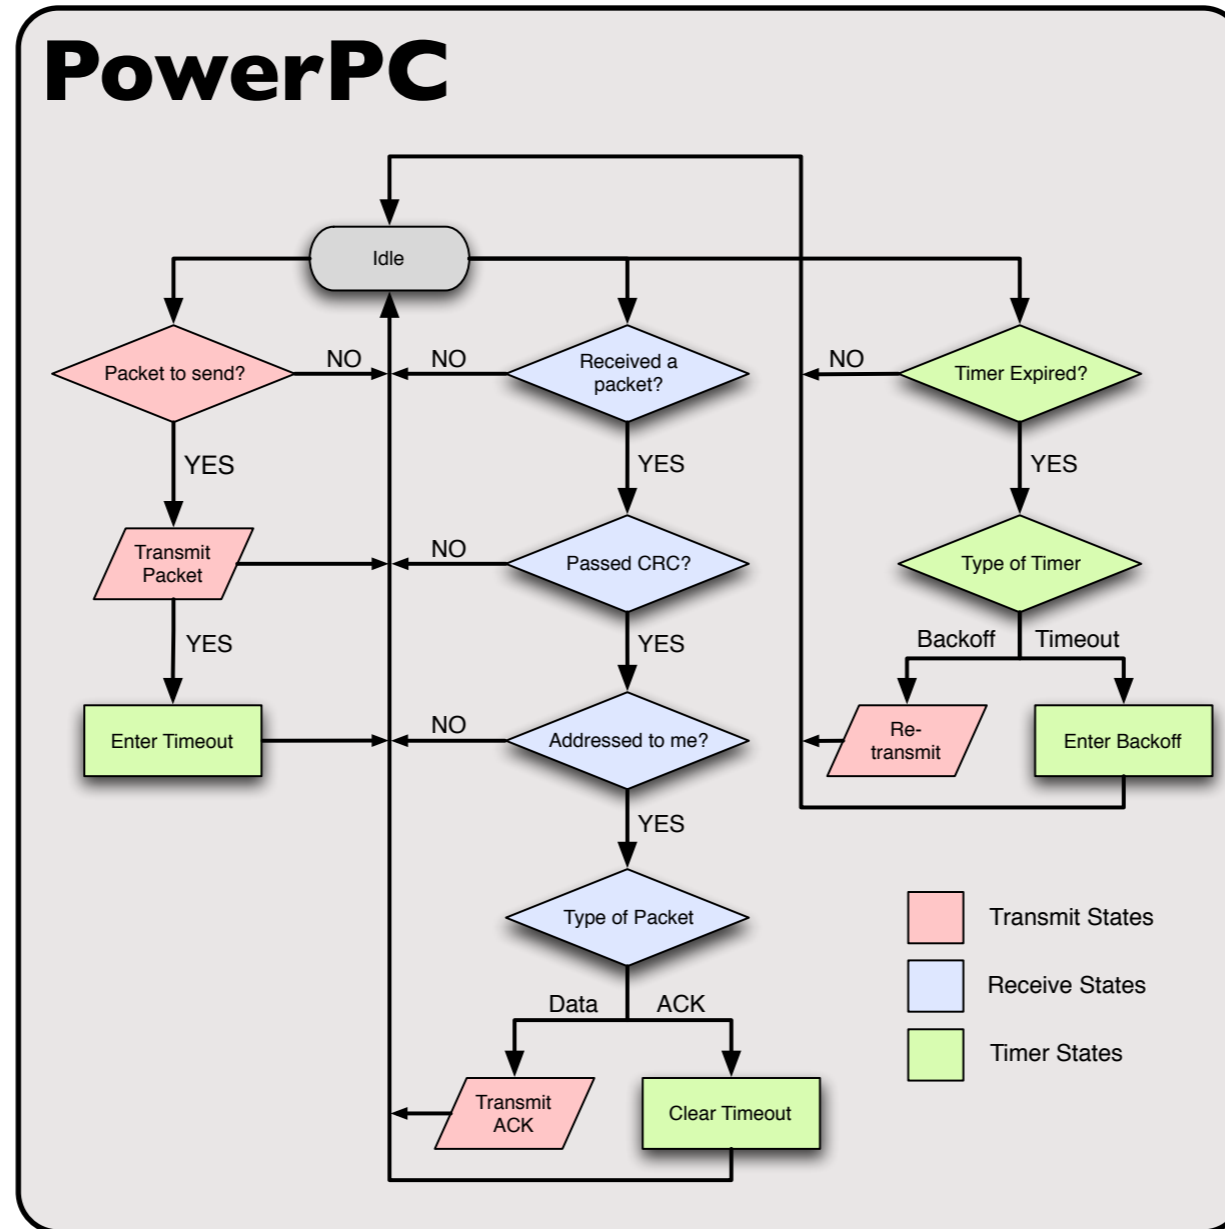 PowerPC
Idle
Packet to send?
NO
NO
Received a
packet?
NO
Timer Expired?
YES
YES
YES
Transmit
Packet
NO
Passed CRC?
Type of Timer
YES
YES
Backoff
Timeout
Enter Timeout
NO
Addressed to me?
Re-
transmit
Enter Backoff
YES
Type of Packet
Transmit States
Receive States
Timer States
Data
ACK
Transmit
ACK
Clear Timeout